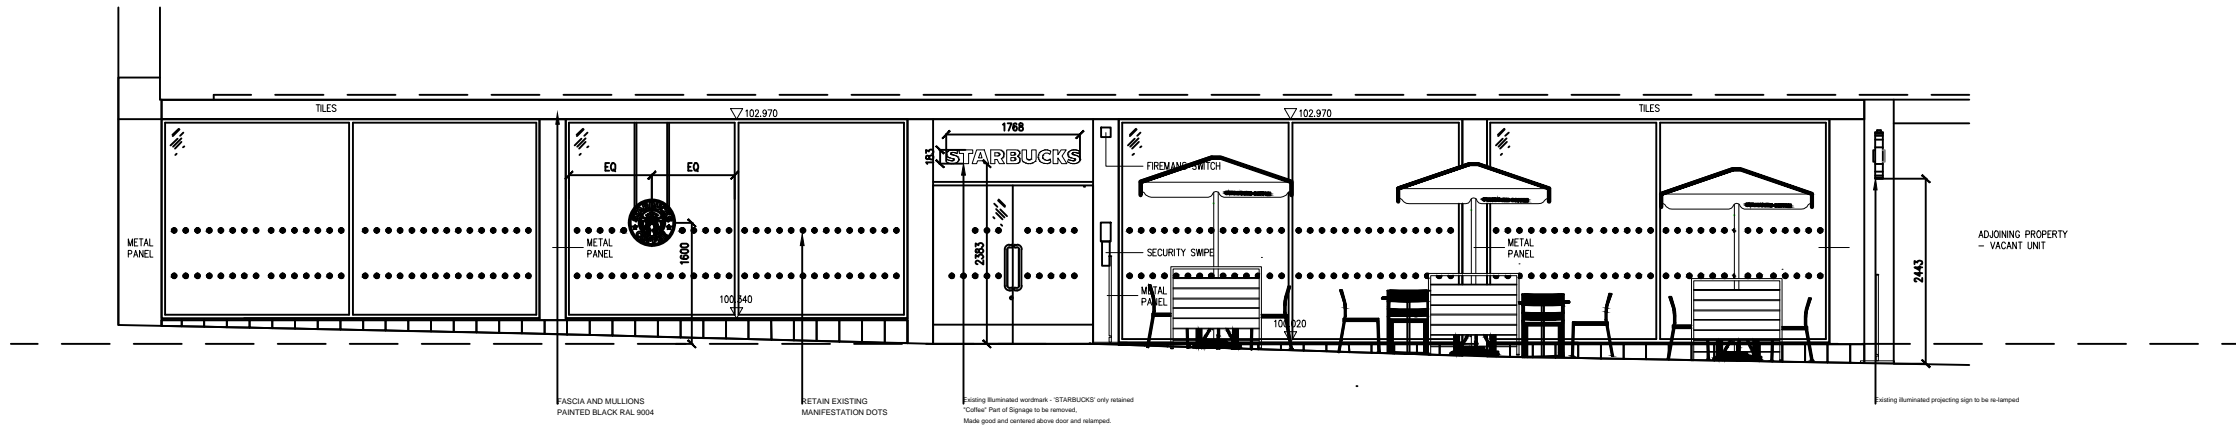 TILES
TILES
102.970
102.970
1768
183
STARBUCKS
FIREMANS SWITCH
EQ
EQ
METAL
PANEL
METAL
PANEL
1600
2383
SECURITY SWIPE
METAL
PANEL
METAL
PANEL
ADJOINING PROPERTY
- VACANT UNIT
2443
100.340
100.020
FASCIA AND MULLIONS
PAINTED BLACK RAL 9004
RETAIN EXISTING
MANIFESTATION DOTS
Existing Illuminated wordmark - 'STARBUCKS' only retained
"Coffee" Part of Signage to be removed,
Made good and centered above door and relamped.
Existing illuminated projecting sign to be re-lamped